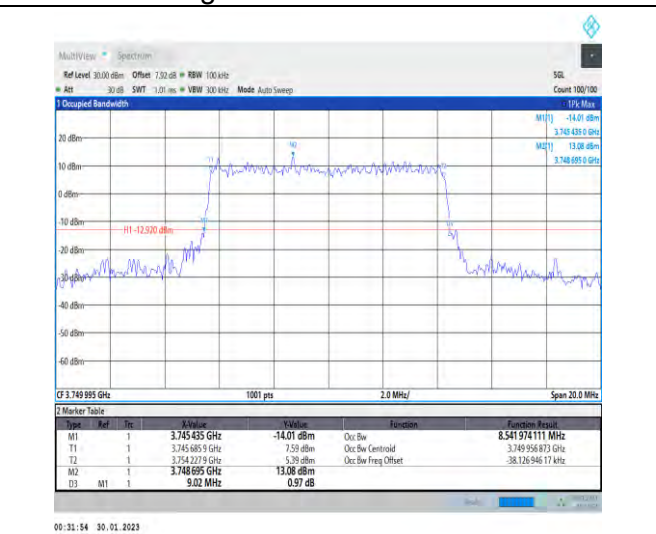 MultiView Spectrum
Ref Level 30.00 dBm Offset 7.92 dB RBW 100 kHz SGL
Att 30 dB SWT 1.01 ms VBW 300 kHz Mode Auto Sweep Count 100/100
1 Occupied Bandwidth 1Pk Max
M1[1] -14.01 dBm
3.745 435 0 GHz
20 dBm
M2[1] 13.08 dBm
3.748 695 0 GHz
M2
T1
10 dBm
0 dBm
-10 dBm
H1 -12.920 dBm
-20 dBm
-30 dBm
-40 dBm
-50 dBm
-60 dBm
CF 3.749 995 GHz 1001 pts 2.0 MHz/ Span 20.0 MHz
2 Marker Table
Type Ref Trc X-Value Y-Value Function Function Result
M1 1 3.745 435 GHz -14.01 dBm Occ Bw 8.541 974 111 MHz
T1 1 3.745 685 9 GHz 7.59 dBm Occ Bw Centroid 3.749 956 873 GHz
T2 1 3.754 227 9 GHz 5.39 dBm Occ Bw Freq Offset -38.126 946 17 kHz
M2 1 3.748 695 GHz 13.08 dBm
D3 M1 1 9.02 MHz 0.97 dB
00:31:54 30.01.2023